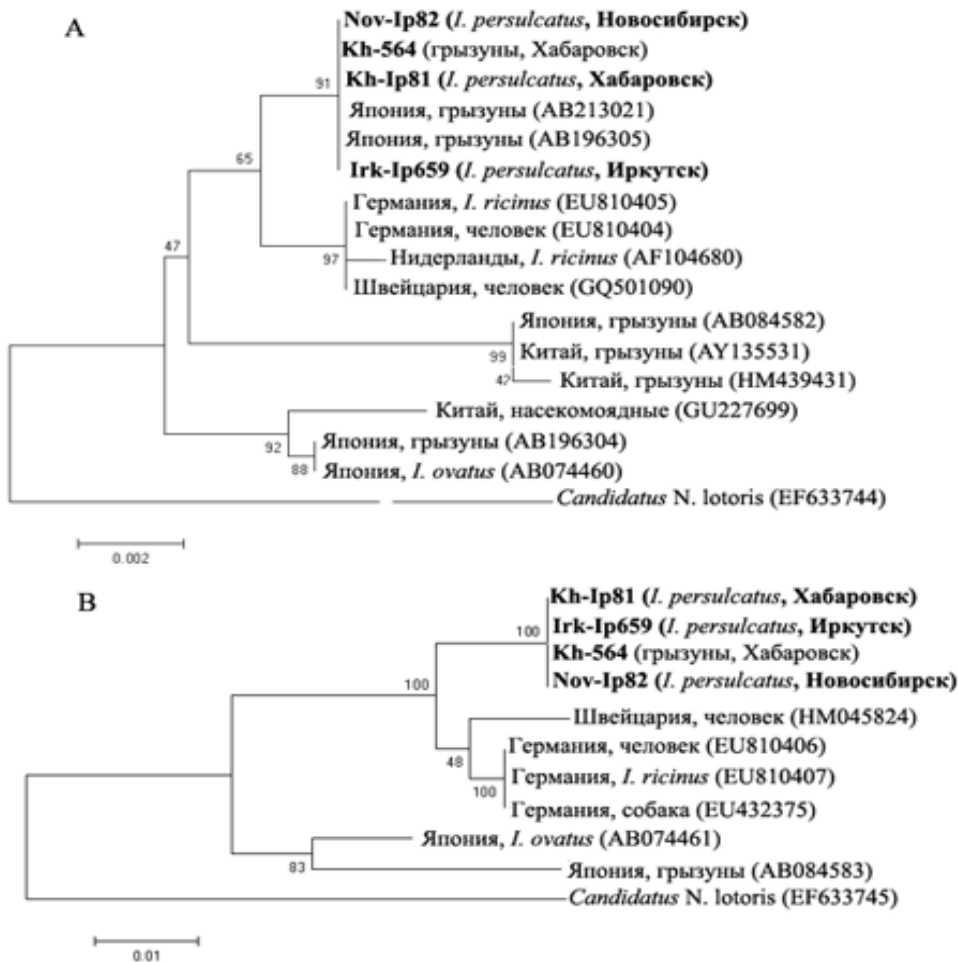 A
Nov-Ip82 (I. persulcatus, Новосибирск)
Kh-564 (грызуны, Хабаровск)
91
Kh-Ip81 (I. persulcatus, Хабаровск)
Япония, грызуны (AB213021)
Япония, грызуны (AB196305)
65
Irk-Ip659 (I. persulcatus, Иркутск)
Германия, I. ricinus (EU810405)
Германия, человек (EU810404)
47
97
Нидерланды, I. ricinus (AF104680)
Швейцария, человек (GQ501090)
Япония, грызуны (AB084582)
99
Китай, грызуны (AY135531)
42
Китай, грызуны (HM439431)
Китай, насекомоядные (GU227699)
92
Япония, грызуны (AB196304)
88
Япония, I. ovatus (AB074460)
Candidatus N. lotoris (EF633744)
0.002
B
Kh-Ip81 (I. persulcatus, Хабаровск)
100
Irk-Ip659 (I. persulcatus, Иркутск)
Kh-564 (грызуны, Хабаровск)
100
Nov-Ip82 (I. persulcatus, Новосибирск)
Швейцария, человек (HM045824)
Германия, человек (EU810406)
48
Германия, I. ricinus (EU810407)
100
Германия, собака (EU432375)
Япония, I. ovatus (AB074461)
83
Япония, грызуны (AB084583)
Candidatus N. lotoris (EF633745)
0.01